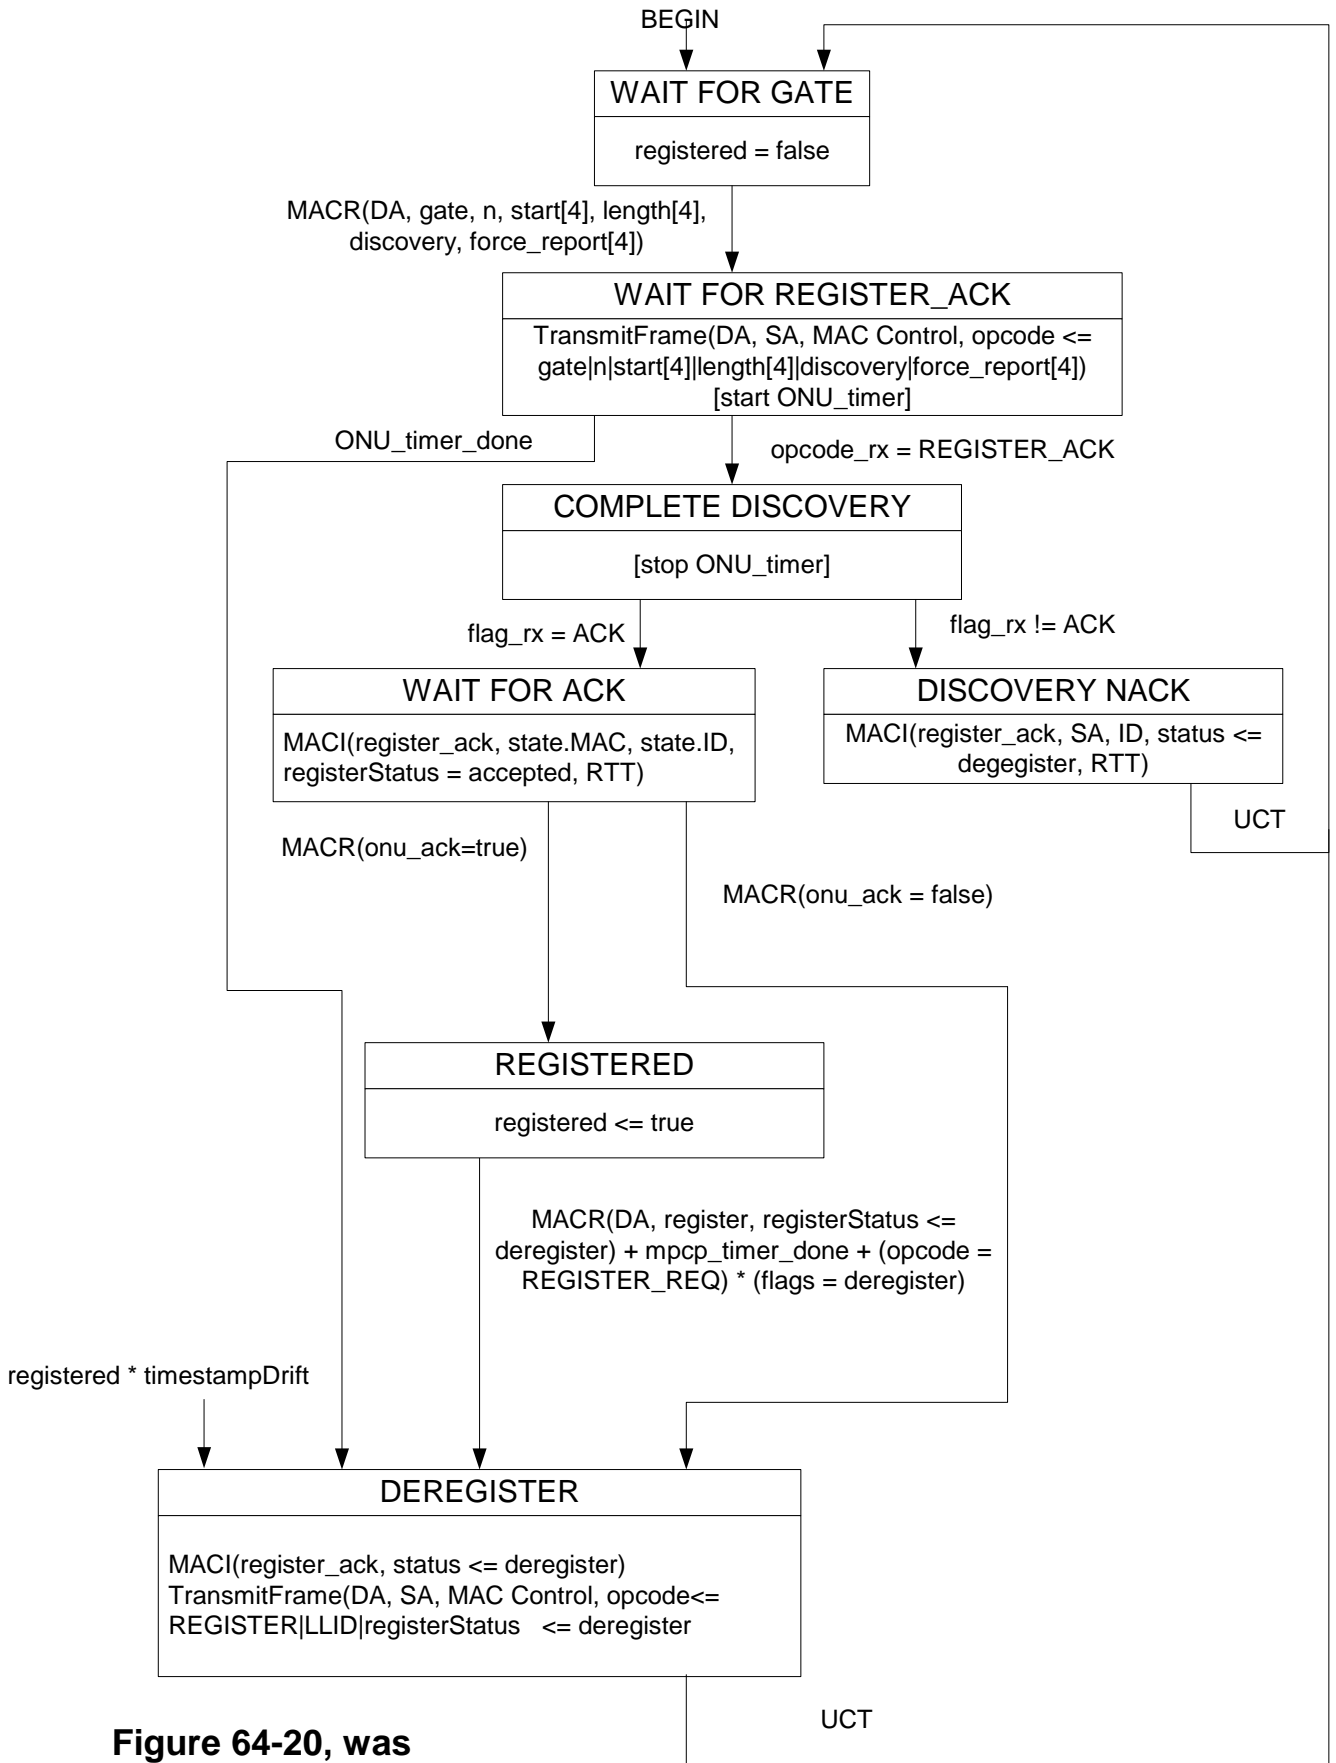 BEGIN
WAIT FOR GATE
registered = false
MACR(DA, gate, n, start[4], length[4],
discovery, force_report[4])
WAIT FOR REGISTER_ACK
TransmitFrame(DA, SA, MAC Control, opcode <=
gate|n|start[4]|length[4]|discovery|force_report[4])
[start ONU_timer]
ONU_timer_done
opcode_rx = REGISTER_ACK
COMPLETE DISCOVERY
[stop ONU_timer]
flag_rx = ACK
flag_rx != ACK
WAIT FOR ACK
MACI(register_ack, state.MAC, state.ID,
registerStatus = accepted, RTT)
DISCOVERY NACK
MACI(register_ack, SA, ID, status <=
degegister, RTT)
UCT
MACR(onu_ack=true)
MACR(onu_ack = false)
REGISTERED
registered <= true
MACR(DA, register, registerStatus <=
deregister) + mpcp_timer_done + (opcode =
REGISTER_REQ) * (flags = deregister)
registered * timestampDrift
DEREGISTER
MACI(register_ack, status <= deregister)
TransmitFrame(DA, SA, MAC Control, opcode<=
REGISTER|LLID|registerStatus <= deregister
UCT
Figure 64-20, was